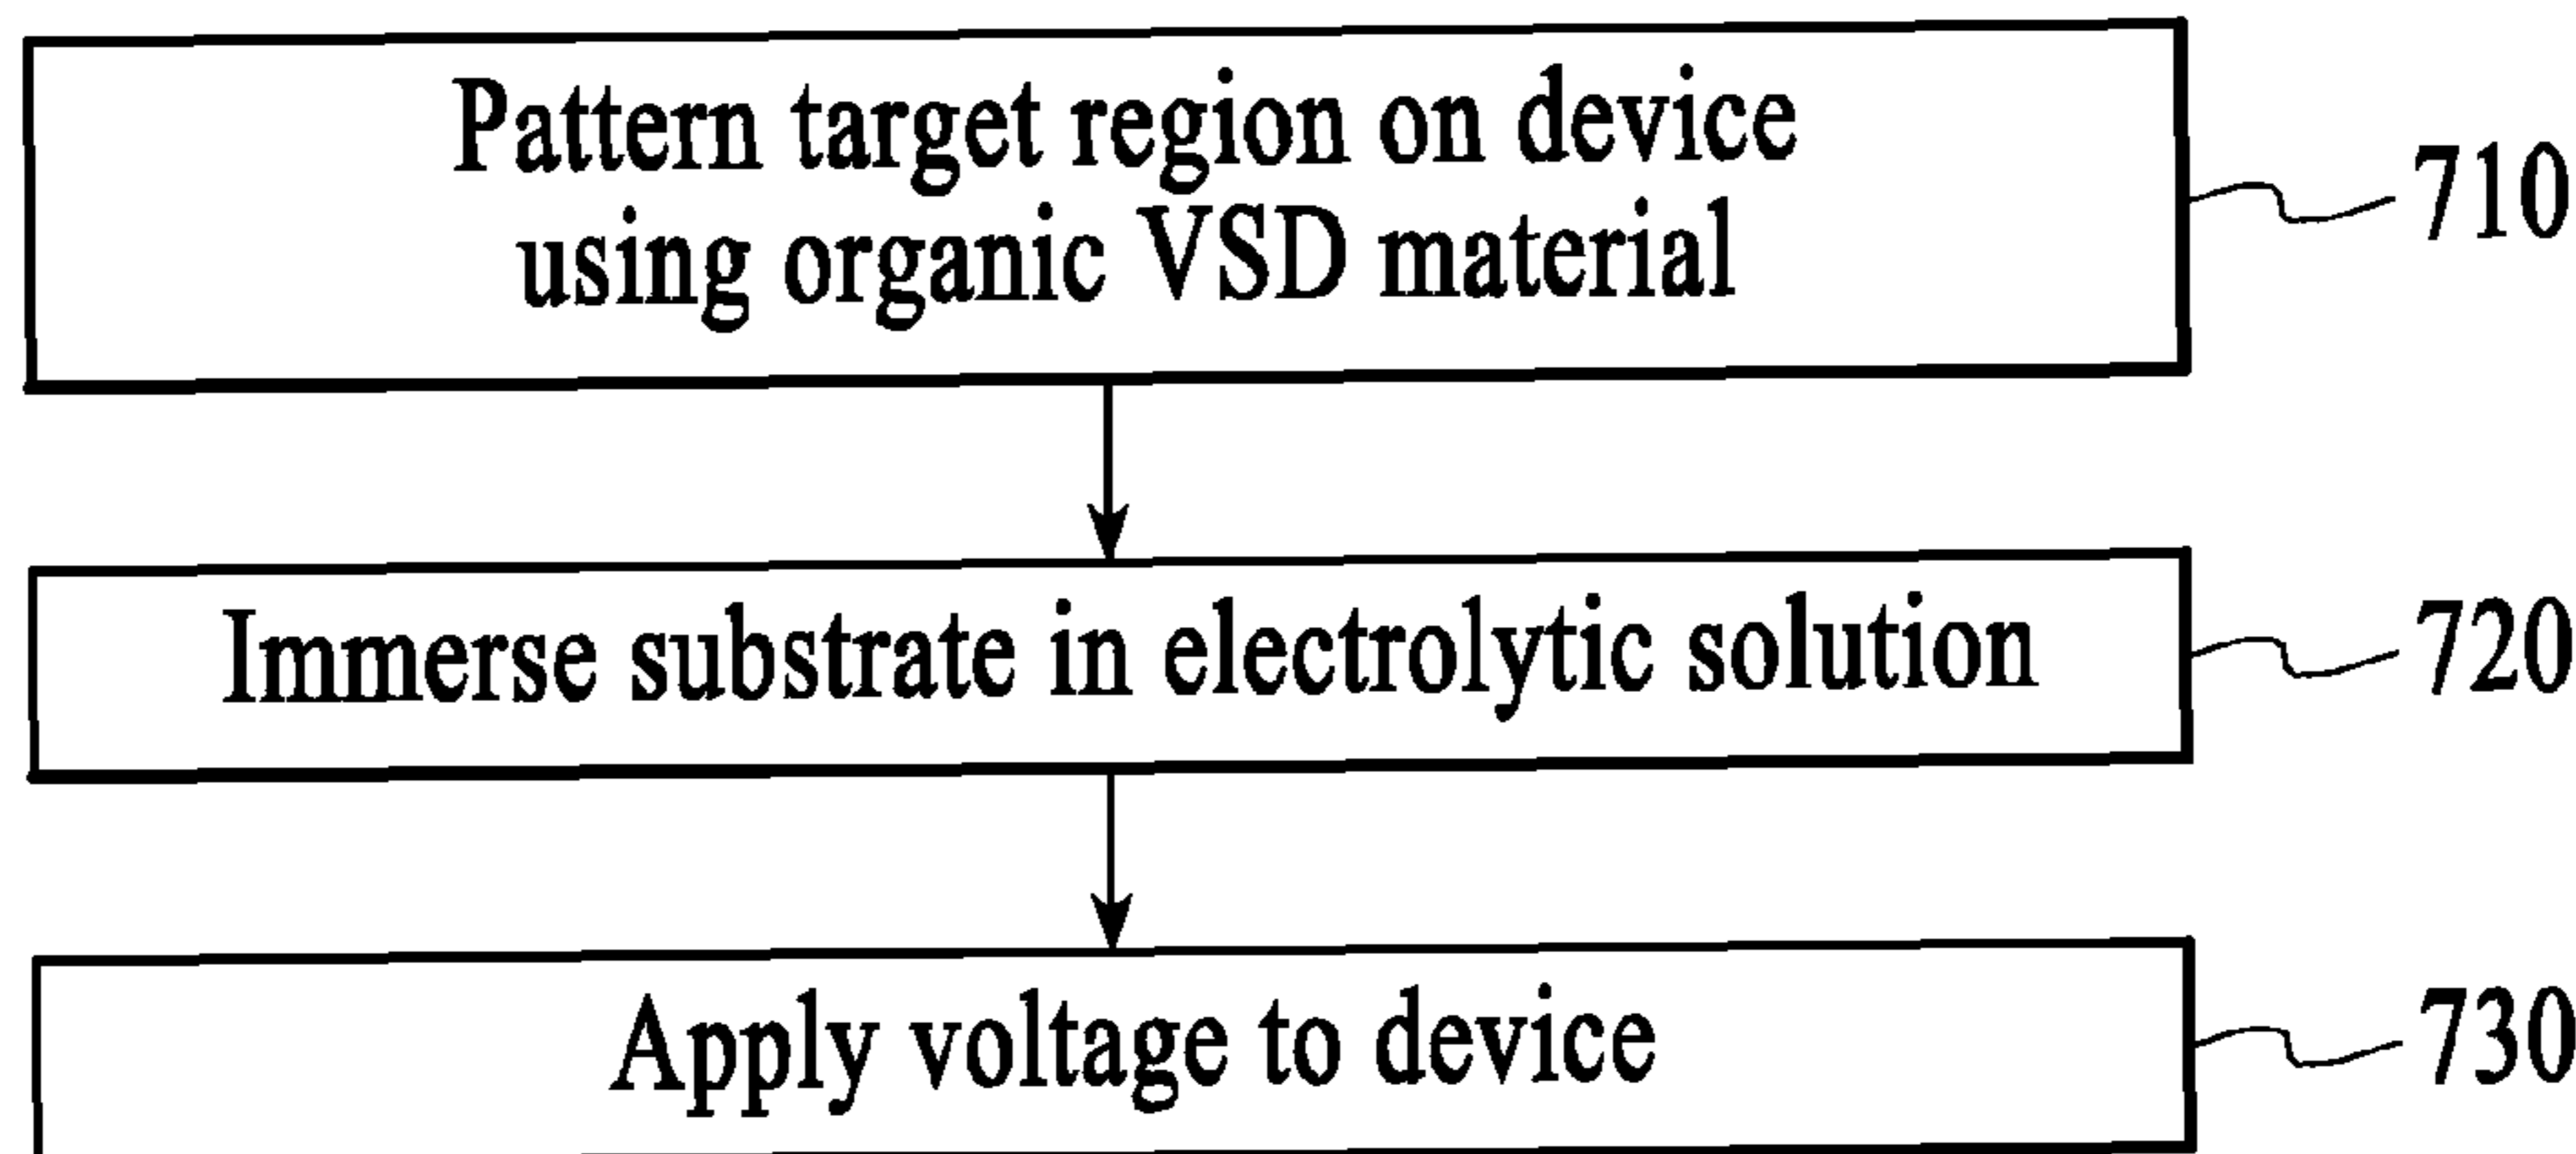 Pattern target region on device
using organic VSD material
710
Immerse substrate in electrolytic solution
720
Apply voltage to device
730